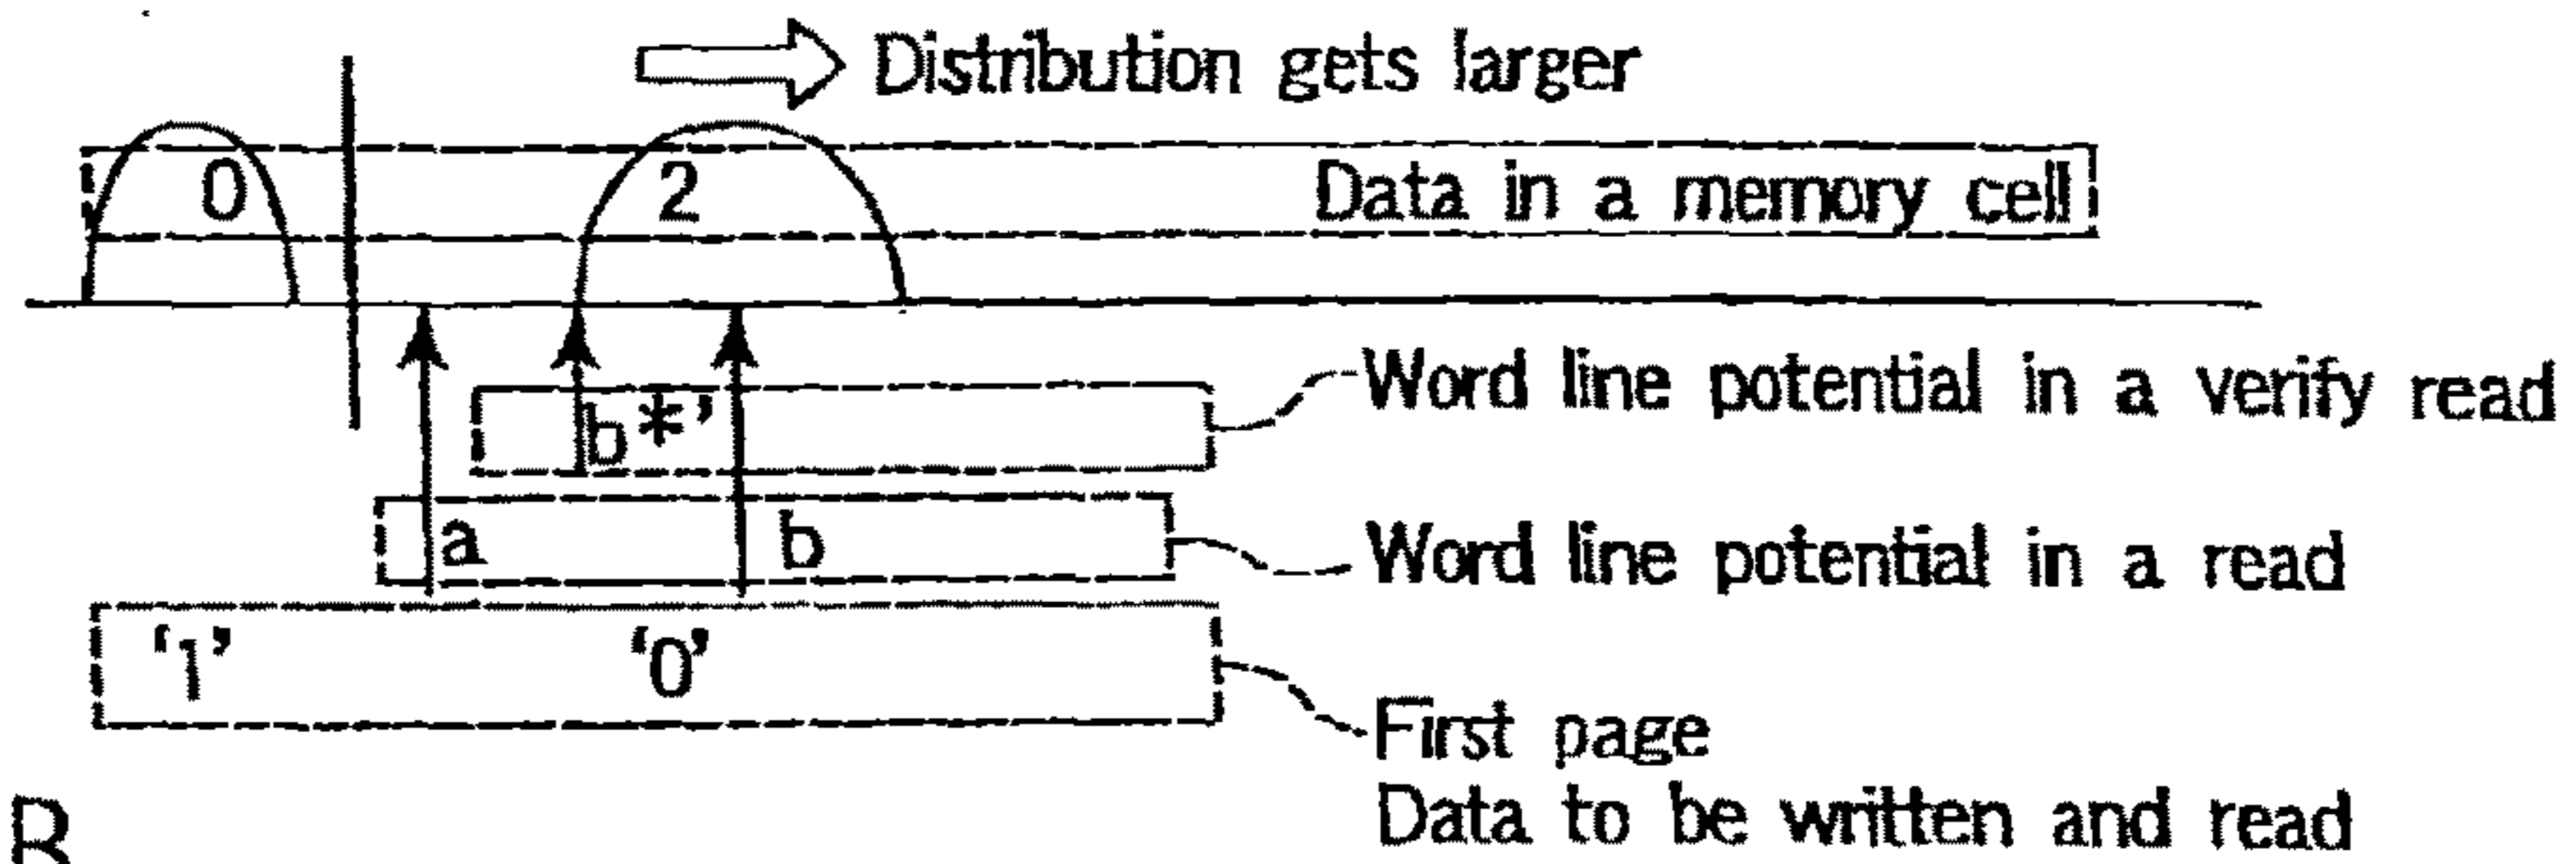 Distribution gets larger
0 2 Data in a memory cell
b*' Word line potential in a verify read
a b Word line potential in a read
'1' '0'
First page
Data to be written and read